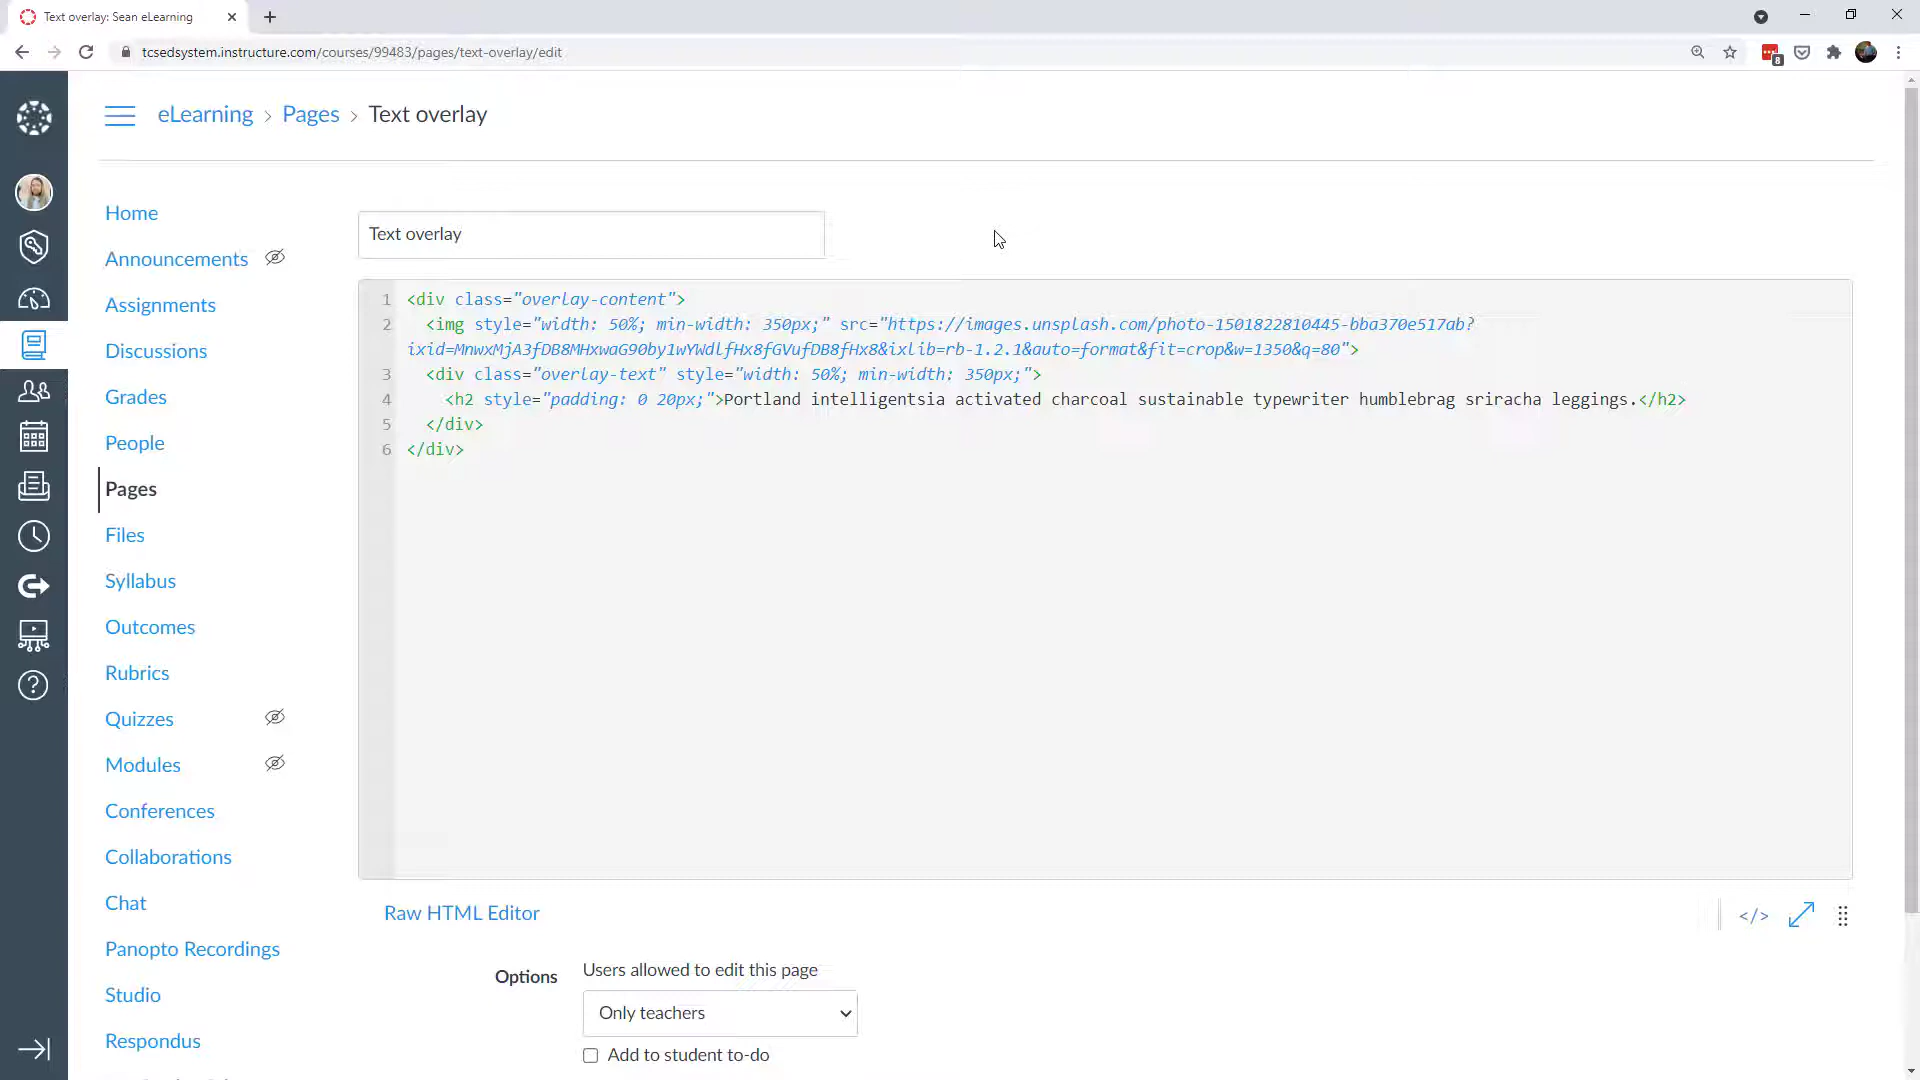 Text overlay: Sean eLearning
tcsedsystem.instructure.com/courses/99483/pages/text-overlay/edit
8
eLearning > Pages > Text overlay
Home
Announcements
Assignments
Discussions
Grades
People
Pages
Files
Syllabus
Outcomes
Rubrics
Quizzes
Modules
Conferences
Collaborations
Chat
Panopto Recordings
Studio
Respondus
Text overlay
1 <div class="overlay-content">
2 <img style="width: 50%; min-width: 350px;" src="https://images.unsplash.com/photo-1501822810445-bba370e517ab?
ixid=MnwxMjA3fDB8MHxwaG90by1wYWdlfHx8fGVufDB8fHx8&ixlib=rb-1.2.1&auto=format&fit=crop&w=1350&q=80">
3 <div class="overlay-text" style="width: 50%; min-width: 350px;">
4 <h2 style="padding: 0 20px;">Portland intelligentsia activated charcoal sustainable typewriter humblebrag sriracha leggings.</h2>
5 </div>
6 </div>
Raw HTML Editor
</>
Options
Users allowed to edit this page
Only teachers
Add to student to-do